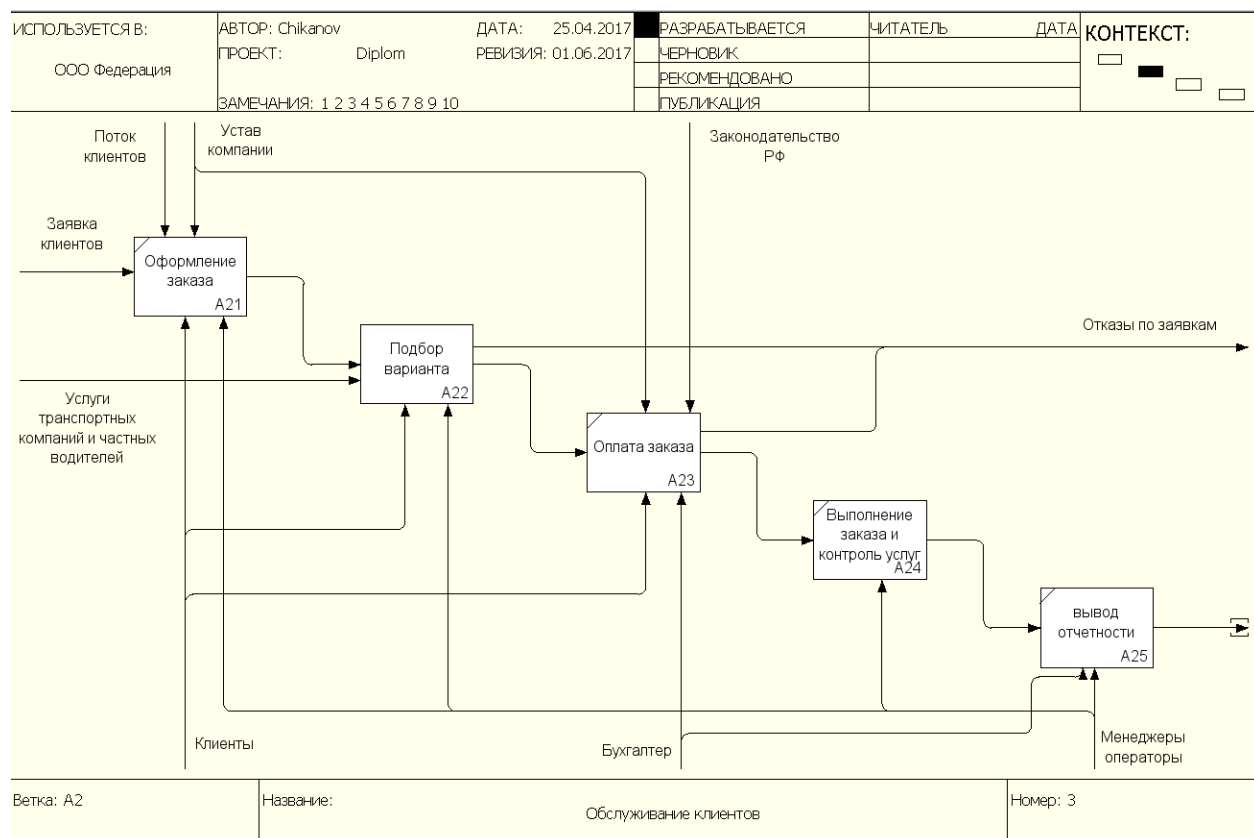 ИСПОЛЬЗУЕТСЯ В:
ООО Федерация
АВТОР: Chikanov
ДАТА: 25.04.2017
ПРОЕКТ: Diplom
РЕВИЗИЯ: 01.06.2017
ЗАМЕЧАНИЯ: 1 2 3 4 5 6 7 8 9 10
РАЗРАБАТЫВАЕТСЯ
ЧЕРНОВИК
РЕКОМЕНДОВАНО
ПУБЛИКАЦИЯ
ЧИТАТЕЛЬ ДАТА
КОНТЕКСТ:
Поток
клиентов
Устав
компании
Законодательство
РФ
Заявка
клиентов
Оформление
заказа
A21
Отказы по заявкам
Подбор
варианта
A22
Услуги
транспортных
компаний и частных
водителей
Оплата заказа
A23
Выполнение
заказа и
контроль услуг
A24
вывод
отчетности
A25
Клиенты
Бухгалтер
Менеджеры
операторы
Ветка: A2
Название:
Обслуживание клиентов
Номер: 3